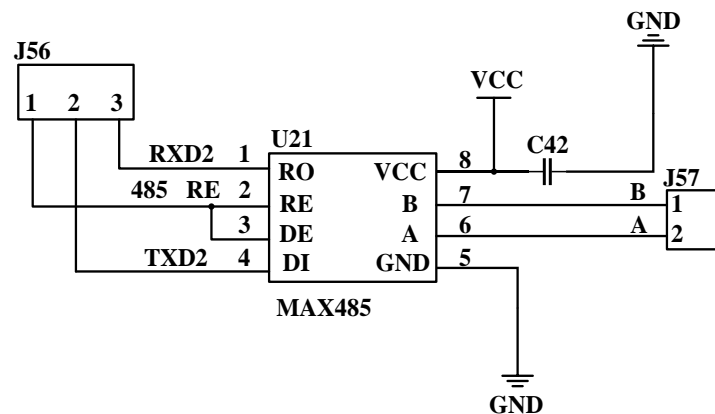 GND
J56
VCC
1 2 3
U21
C42
RXD2 1 RO VCC 8
J57
485 RE 2 RE B 7 B 1
3 DE A 6 A 2
TXD2 4 DI GND 5
MAX485
GND